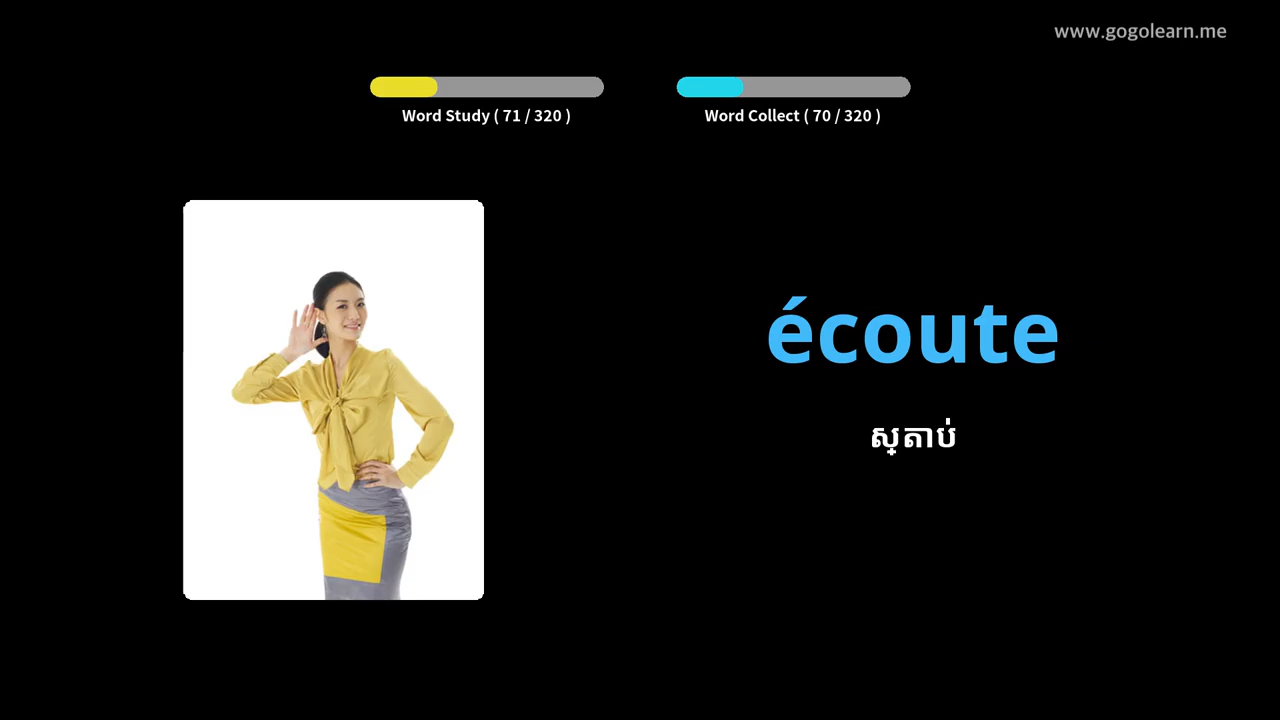 www.gogolearn.me
Word Study ( 71 / 320 )
Word Collect ( 70 / 320 )
écoute
ស្តាប់